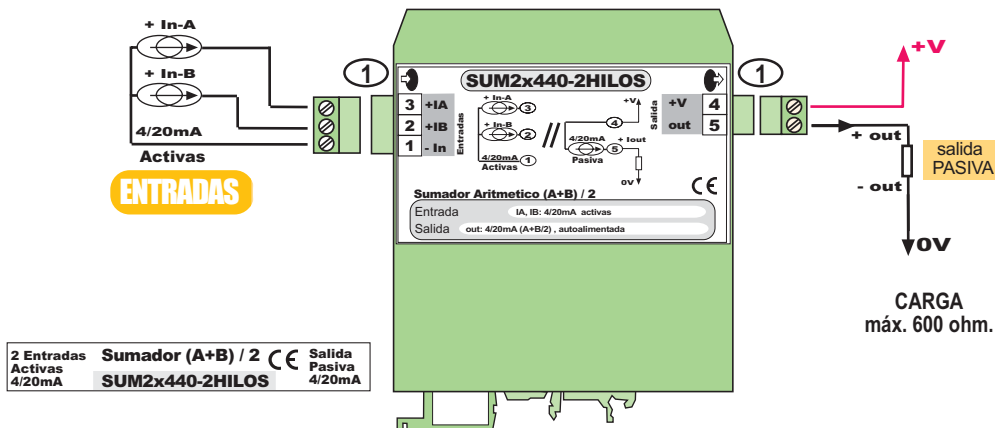 + In-A
+ In-B
4/20mA
Activas
ENTRADAS
1
SUM2x440-2HILOS
1
3 +IA
2 +IB
1 - In
Entradas
+ In-A
3
+ In-B
2
4/20mA
1
Activas
//
+V
4
4/20mA
5
+ Iout
Pasiva
0V
Salida
+V 4
out 5
Sumador Aritmetico (A+B) / 2
CE
Entrada IA, IB: 4/20mA activas
Salida out: 4/20mA (A+B/2) , autoalimentada
+V
+ out
- out
salida
PASIVA
0V
CARGA
máx. 600 ohm.
2 Entradas
Activas
4/20mA
Sumador (A+B) / 2
CE
SUM2x440-2HILOS
Salida
Pasiva
4/20mA